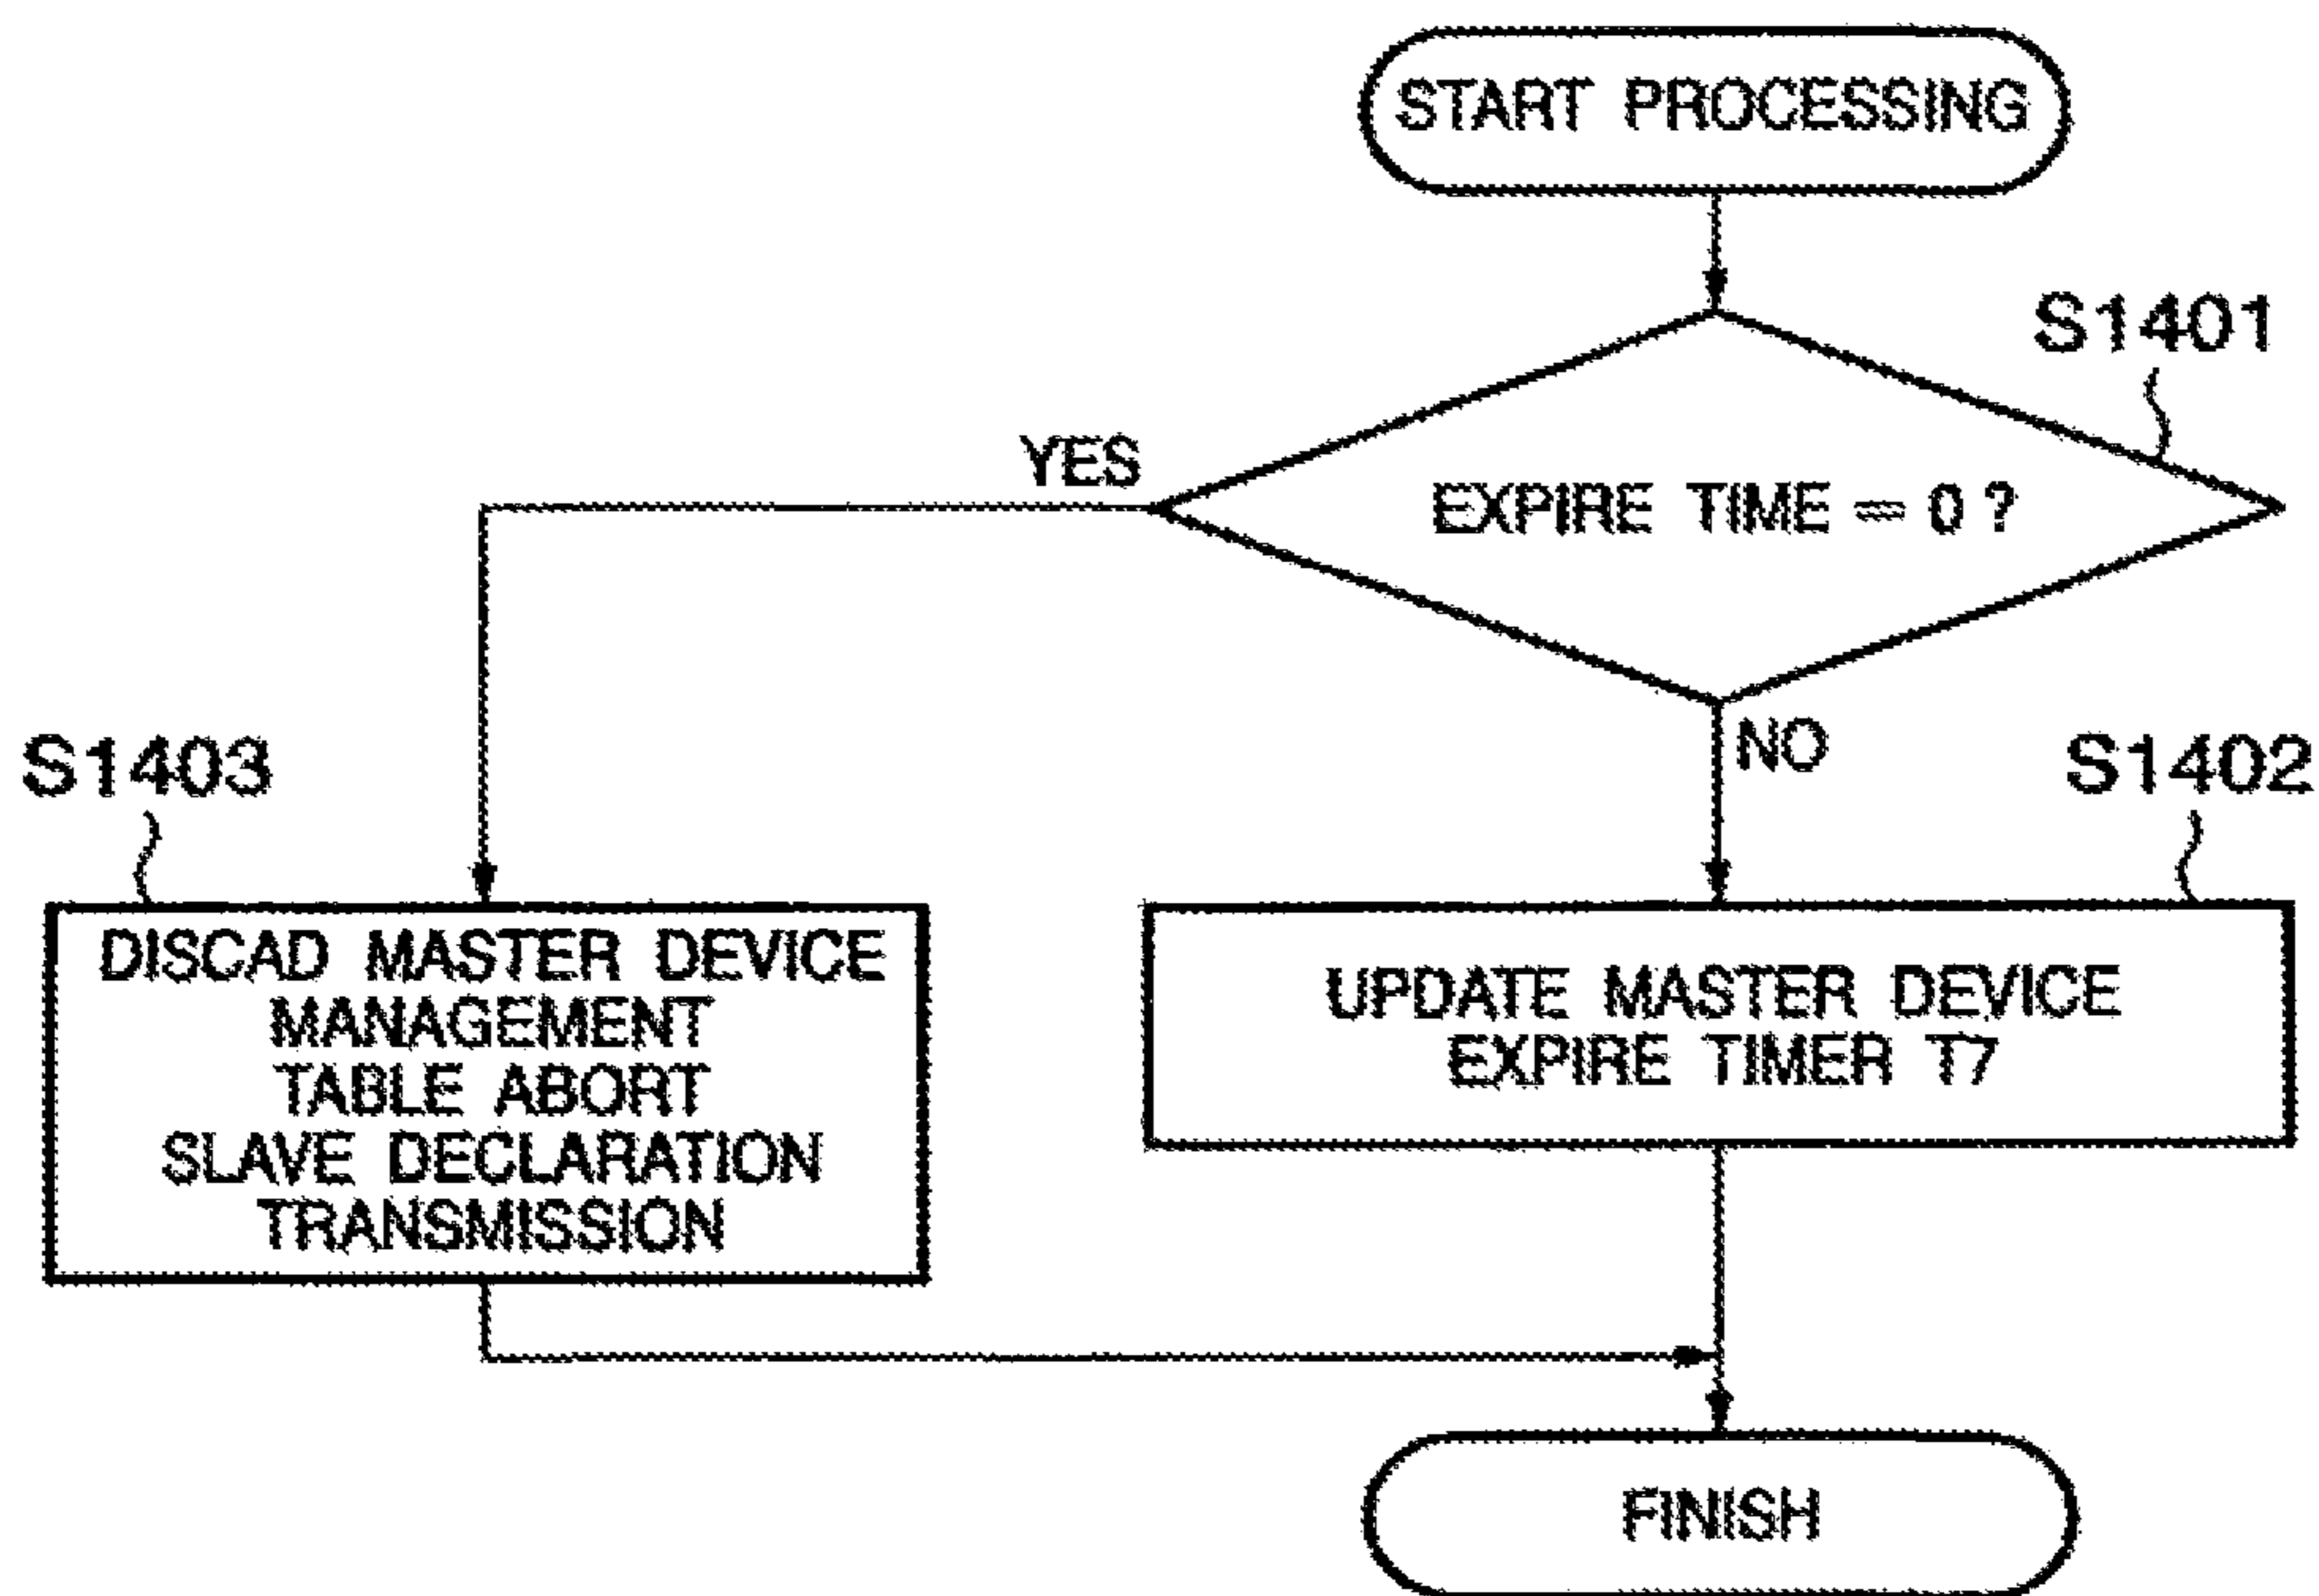 START PROCESSING
S1401
YES
EXPIRE TIME = 0 ?
NO
S1403
S1402
DISCAD MASTER DEVICE
MANAGEMENT
TABLE ABORT
SLAVE DECLARATION
TRANSMISSION
UPDATE MASTER DEVICE
EXPIRE TIMER T7
FINISH